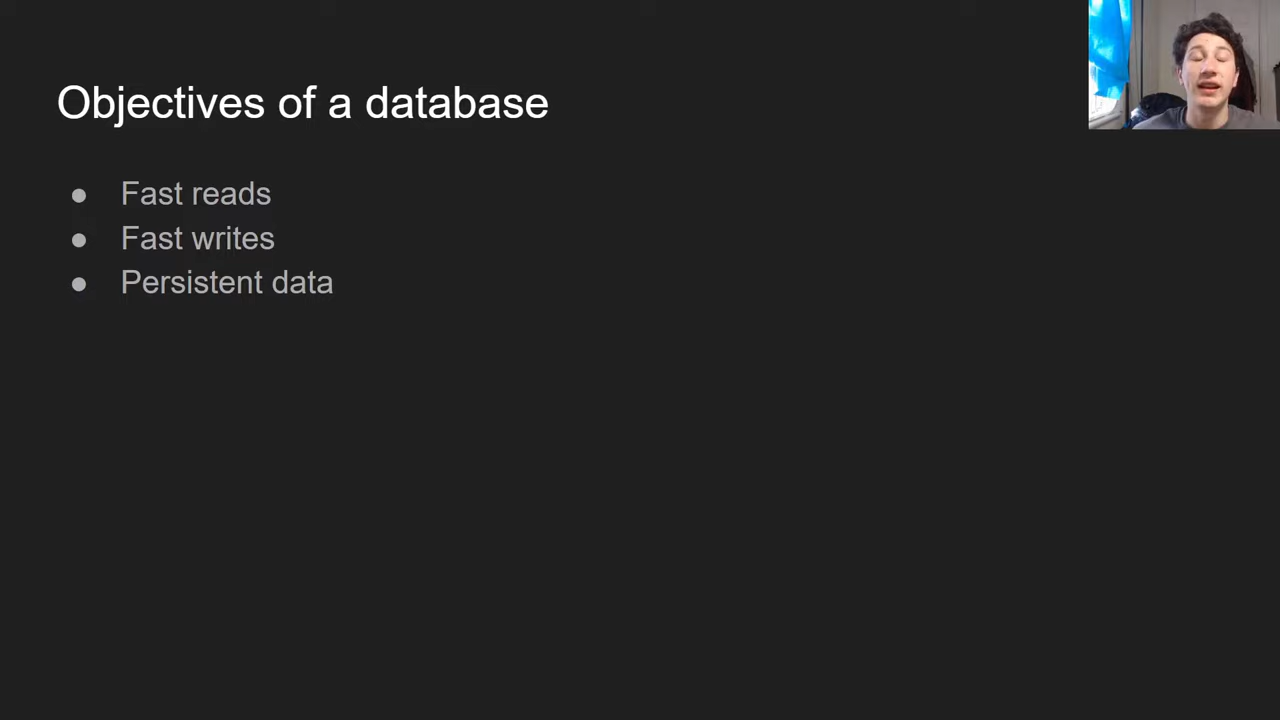 Objectives of a database
● Fast reads
● Fast writes
● Persistent data